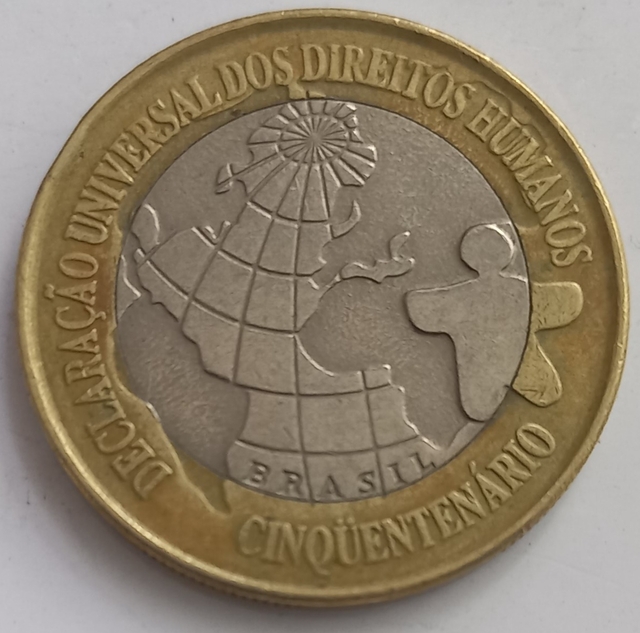 DECLARAÇÃO UNIVERSAL DOS DIREITOS HUMANOS
BRASIL
CINQÜENTENÁRIO